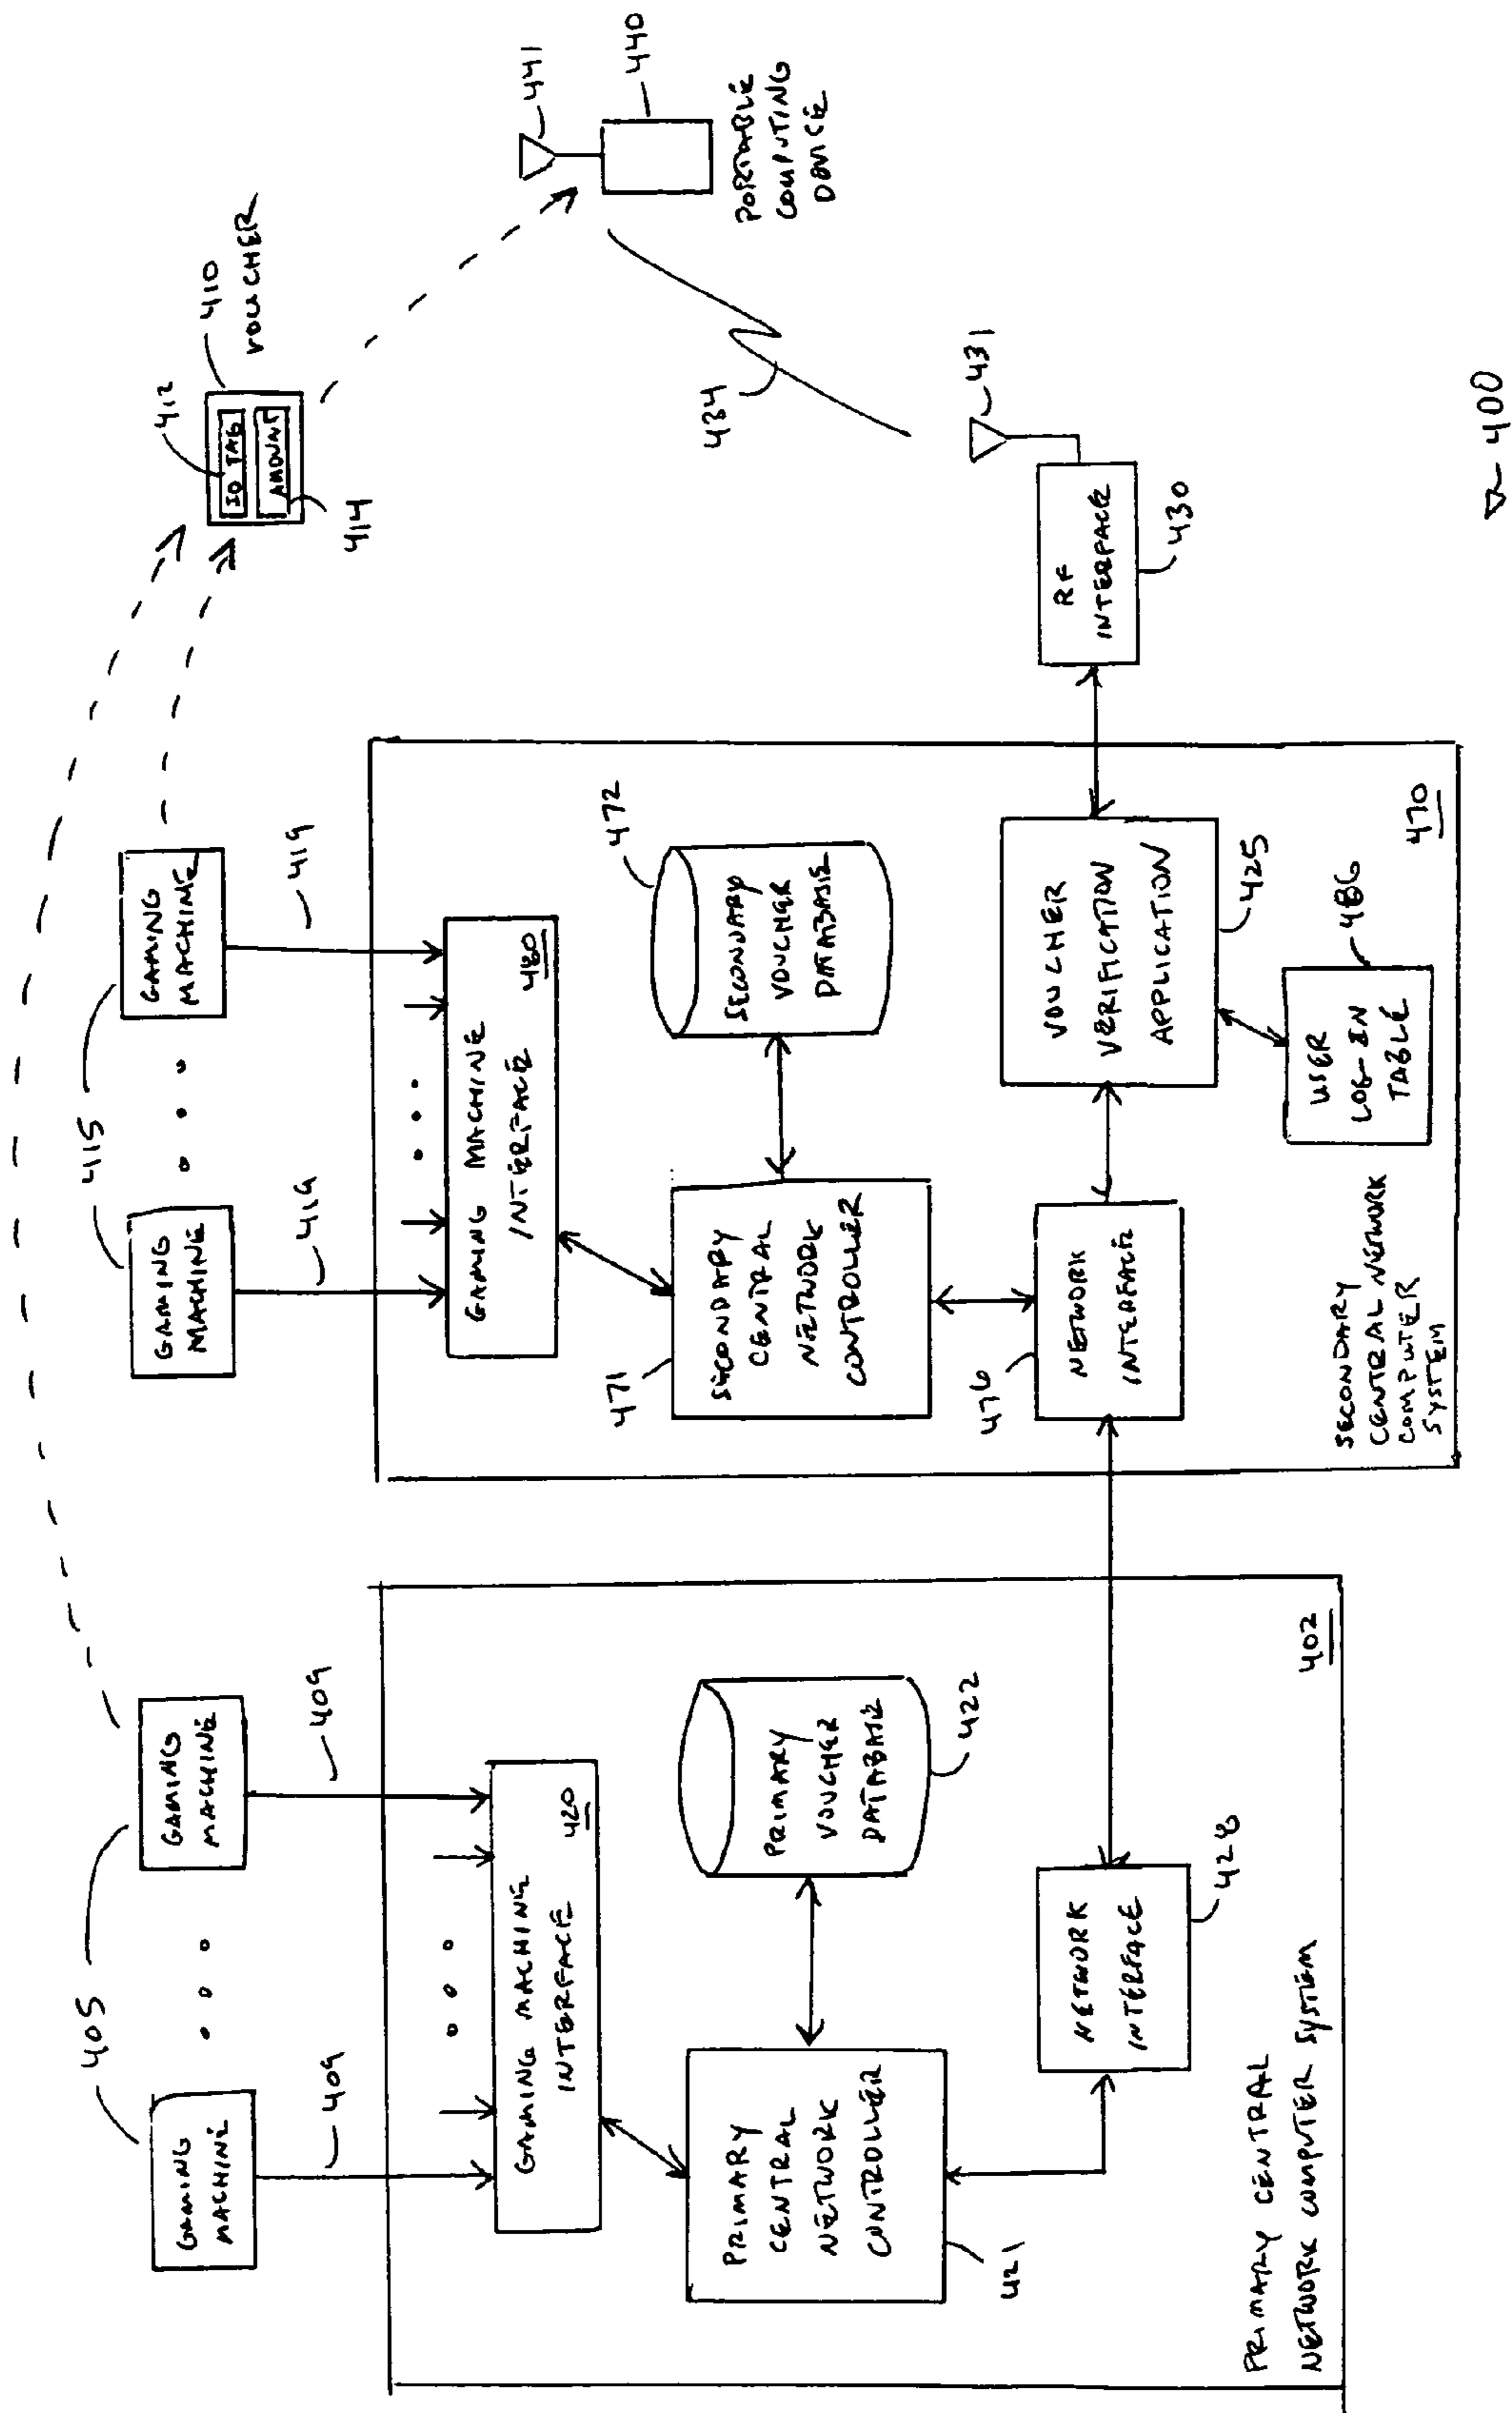 405
GAMING
MACHINE
GAMING
MACHINE
409
409
GAMING MACHINE
INTERFACE
420
PRIMARY
CENTRAL
NETWORK
CONTROLLER
421
PRIMARY
VOUCHER
DATABASE
422
NETWORK
INTERFACE
428
PRIMARY CENTRAL
NETWORK COMPUTER SYSTEM
402
415
GAMING
MACHINE
GAMING
MACHINE
419
419
GAMING MACHINE
INTERFACE
480
SECONDARY
CENTRAL
NETWORK
CONTROLLER
471
SECONDARY
VOUCHER
DATABASE
472
NETWORK
INTERFACE
476
VOUCHER
VERIFICATION
APPLICATION
425
USER
LOG-IN
TABLE
486
SECONDARY
CENTRAL NETWORK
COMPUTER
SYSTEM
470
412
410
VOUCHER
ID TAG
AMOUNT
414
441
440
PORTABLE
COMPUTING
DEVICE
434
431
RF
INTERFACE
430
400